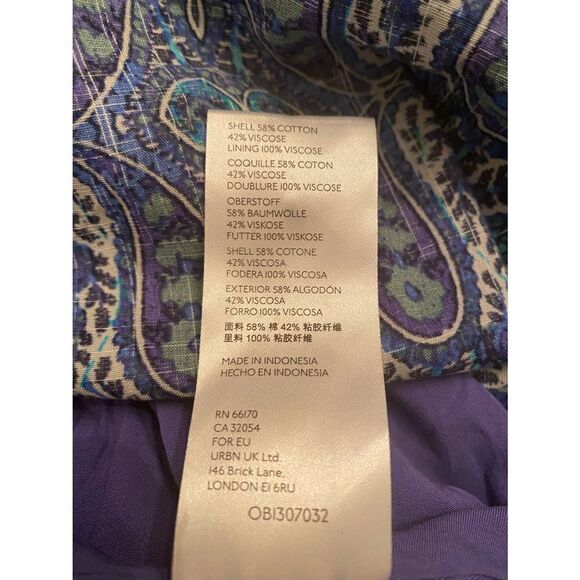 SHELL 58% COTTON
42% VISCOSE
LINING 100% VISCOSE
COQUILLE 58% COTON
42% VISCOSE
DOUBLURE 100% VISCOSE
OBERSTOFF
58% BAUMWOLLE
42% VISKOSE
FUTTER 100% VISKOSE
SHELL 58% COTONE
42% VISCOSA
FODERA 100% VISCOSA
EXTERIOR 58% ALGODÓN
42% VISCOSA
FORRO 100% VISCOSA
面料 58% 棉 42% 粘胶纤维
里料 100% 粘胶纤维
MADE IN INDONESIA
HECHO EN INDONESIA
RN 66170
CA 32054
FOR EU
URBN UK Ltd.
146 Brick Lane,
LONDON E1 6RU
OB1307032